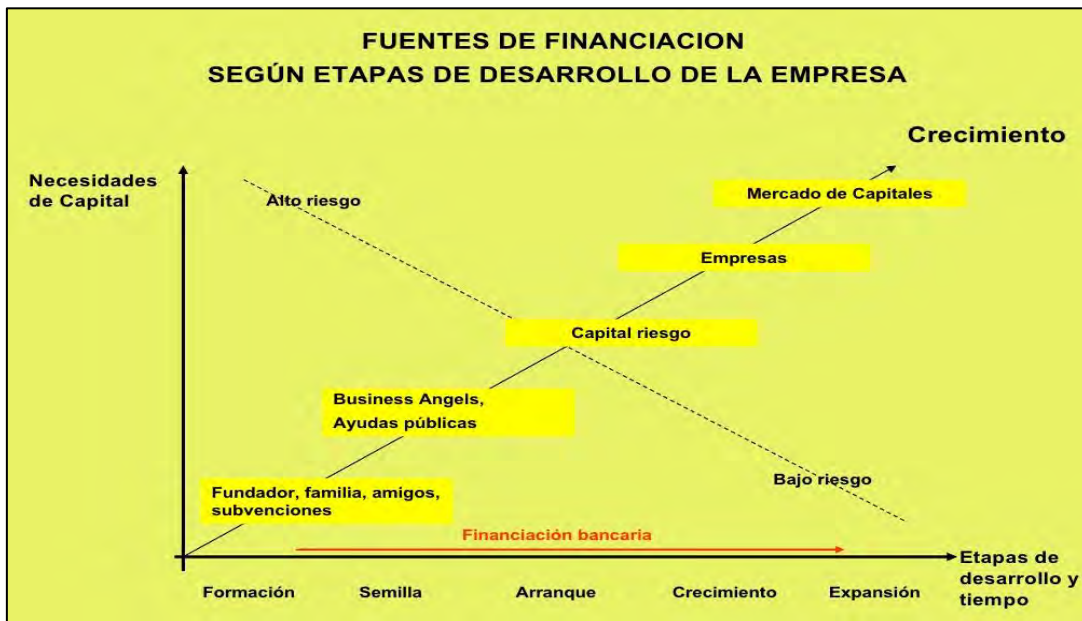 FUENTES DE FINANCIACION
SEGÚN ETAPAS DE DESARROLLO DE LA EMPRESA
Crecimiento
Necesidades
de Capital
Alto riesgo
Mercado de Capitales
Empresas
Capital riesgo
Business Angels,
Ayudas públicas
Bajo riesgo
Fundador, familia, amigos,
subvenciones
Financiación bancaria
Etapas de
desarrollo y
tiempo
Formación
Semilla
Arranque
Crecimiento
Expansión